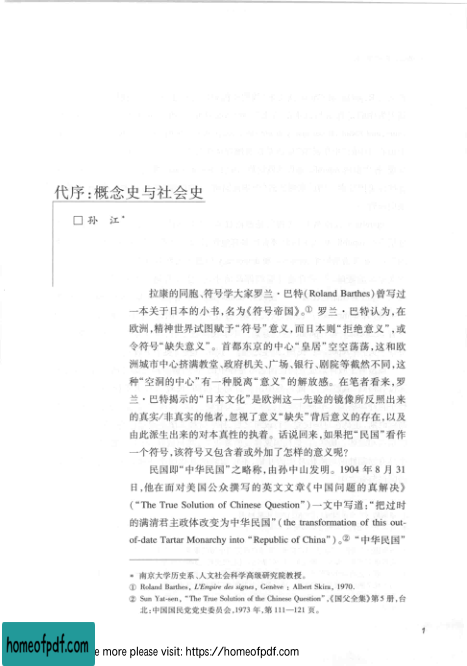 代序：概念史与社会史
□ 孙 江*
拉康的同胞、符号学大家罗兰·巴特(Roland Barthes)曾写过
一本关于日本的小书,名为《符号帝国》。① 罗兰·巴特认为,在
欧洲,精神世界试图赋予“符号”意义,而日本则“拒绝意义”,或
令符号“缺失意义”。首都东京的中心“皇居”空空荡荡,这和欧
洲城市中心挤满教堂、政府机关、广场、银行、剧院等截然不同,这
种“空洞的中心”有一种脱离“意义”的解放感。在笔者看来,罗
兰·巴特揭示的“日本文化”是欧洲这一先验的镜像所反照出来
的真实/非真实的他者,忽视了意义“缺失”背后意义的存在,以及
由此派生出来的对本真性的执着。话说回来,如果把“民国”看作
一个符号,该符号又包含着或外加了怎样的意义呢?
民国即“中华民国”之略称,由孙中山发明。1904 年 8 月 31
日,他在面对美国公众撰写的英文文章《中国问题的真解决》
(“The True Solution of Chinese Question”)一文中写道:“把过时
的满清君主政体改变为中华民国”(the transformation of this out-
of-date Tartar Monarchy into “Republic of China”)。② “中华民国”
* 南京大学历史系、人文社会科学高级研究院教授。
① Roland Barthes, L'Empire des signes, Genève: Albert Skira, 1970.
② Sun Yat-sen, “The True Solution of the Chinese Question”,《国父全集》第 5 册,台
北:中国国民党党史委员会,1973 年,第 111—121 页。
1
homeofpdf.com
e more please visit: https://homeofpdf.com